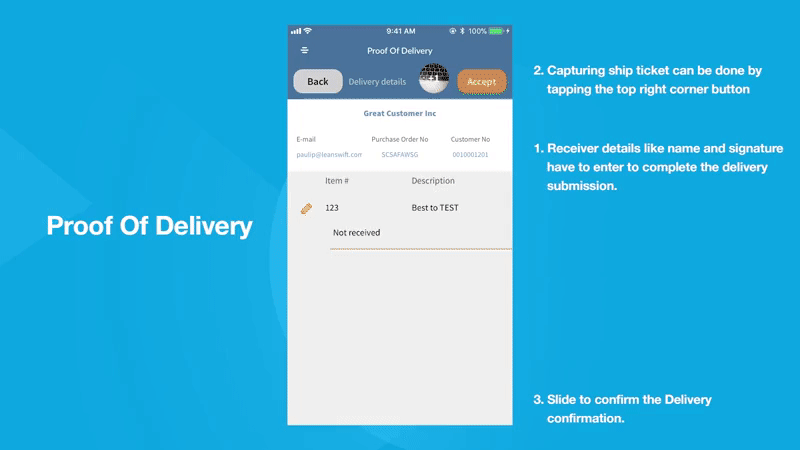 9:41 AM
100%
Proof Of Delivery
Back
Delivery details
Accept
Great Customer Inc
E-mail
Purchase Order No
Customer No
paulip@leanswift.com
SCSAFAWSG
0010001201
Item #
Description
123
Best to TEST
Not received
Proof Of Delivery
2. Capturing ship ticket can be done by
tapping the top right corner button
1. Receiver details like name and signature
have to enter to complete the delivery
submission.
3. Slide to confirm the Delivery
confirmation.